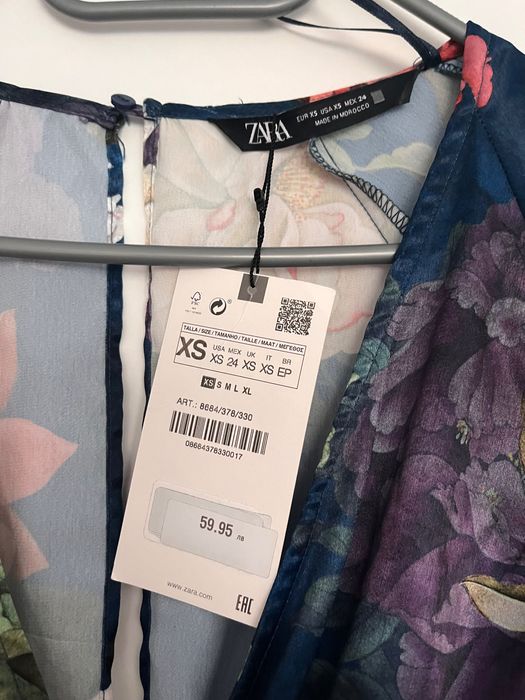 ZARA
EUR XS USA XS MEX 24
MADE IN MOROCCO
FSC
TALLA / SIZE / TAMANHO / TAILLE / MAAT / ΜΕΓΕΘΟΣ
XS
USA MEX UK IT BR
XS 24 XS XS EP
XS S M L XL
ART.: 8684/378/330
08684378330017
59.95 лв
www.zara.com
EAC